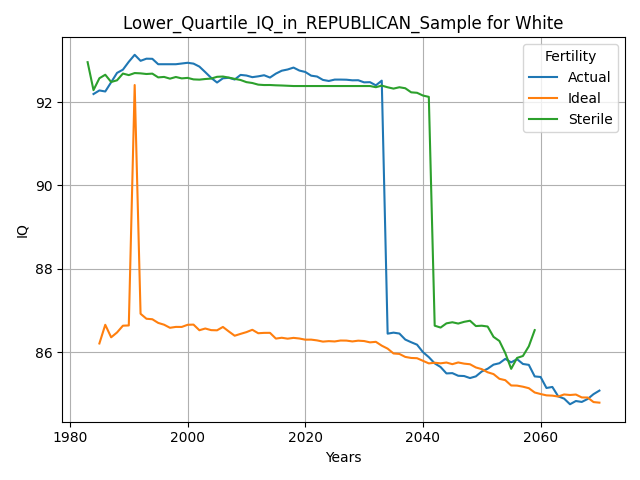 Lower_Quartile_IQ_in_REPUBLICAN_Sample for White
Fertility
Actual
Ideal
Sterile
IQ
92
90
88
86
1980
2000
2020
2040
2060
Years